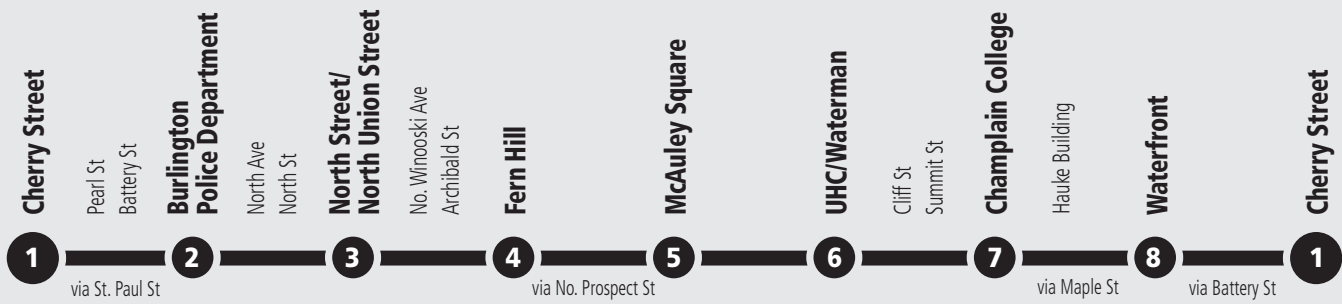 Cherry Street
Pearl St
Battery St
Burlington
Police Department
North Ave
North St
North Street/
North Union Street
No. Winooski Ave
Archibald St
Fern Hill
McAuley Square
UHC/Waterman
Cliff St
Summit St
Champlain College
Hauke Building
Waterfront
Cherry Street
1
2
3
4
5
6
7
8
1
via St. Paul St
via No. Prospect St
via Maple St
via Battery St